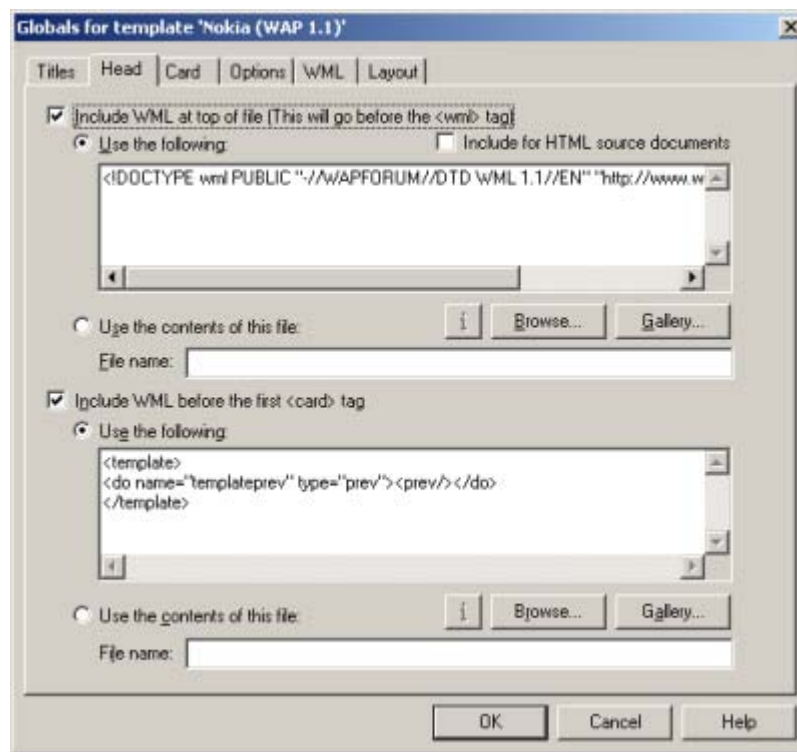 Globals for template 'Nokia (WAP 1.1)'
Titles Head Card Options WML Layout
Include WML at top of file (This will go before the <wml> tag)
Use the following: Include for HTML source documents
<!DOCTYPE wml PUBLIC "-//WAPFORUM//DTD WML 1.1//EN" "http://www.w
Use the contents of this file: i Browse... Gallery...
File name:
Include WML before the first <card> tag
Use the following:
<template>
<do name="templateprev" type="prev"><prev/></do>
</template>
Use the contents of this file: i Browse... Gallery...
File name:
OK Cancel Help